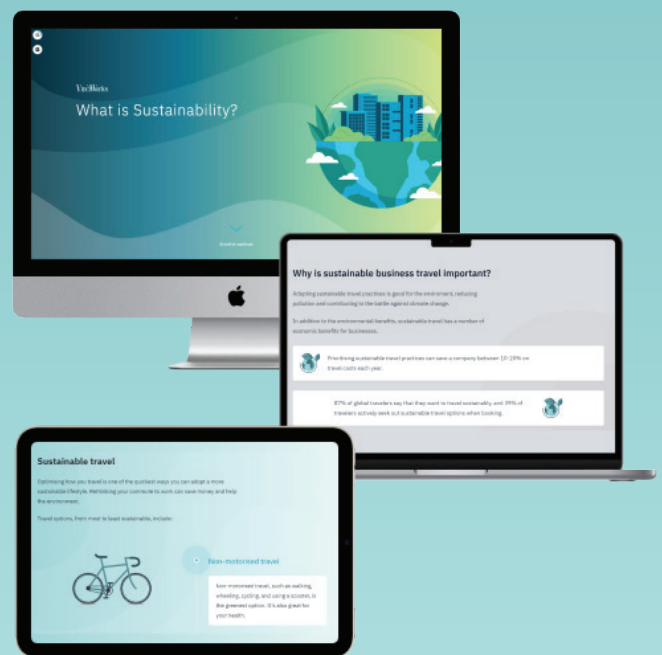 VinciWorks
What is Sustainability?
Scroll to continue
Why is sustainable business travel important?
Adopting sustainable travel practices is good for the environment, reducing
pollution and contributing to the battle against climate change.
In addition to the environmental benefits, sustainable travel has a number of
economic benefits for businesses.
Prioritising sustainable travel practices can save a company between 10-20% on
travel costs each year.
87% of global travelers say that they want to travel sustainably, and 39% of
travelers actively seek out sustainable travel options when booking.
Sustainable travel
Optimising how you travel is one of the quickest ways you can adopt a more
sustainable lifestyle. Rethinking your commute to work can save money and help
the environment.
Travel options, from most to least sustainable, include:
Non-motorised travel
Non-motorised travel, such as walking,
wheeling, cycling, and using a scooter, is
the greenest option. It's also great for
your health.